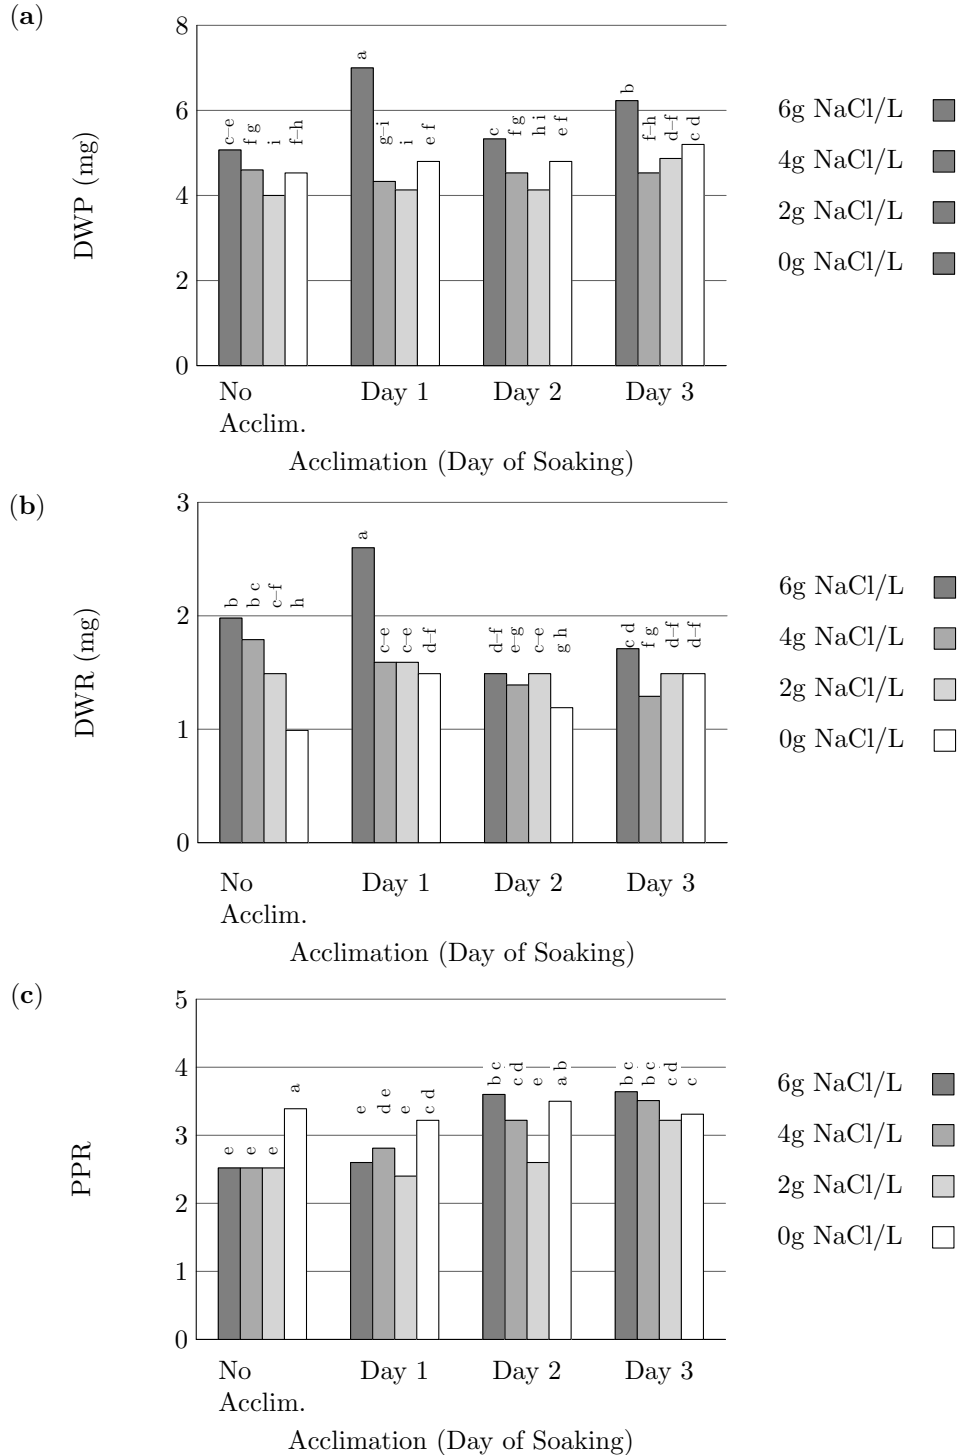 (a)
DWP (mg)
8
6
4
2
0
c–e
f g
i
f–h
a
g–i
i
e f
c
f g
h i
e f
b
f–h
d–f
c d
No
Acclim.
Day 1
Day 2
Day 3
Acclimation (Day of Soaking)
6g NaCl/L
4g NaCl/L
2g NaCl/L
0g NaCl/L
(b)
DWR (mg)
3
2
1
0
b
b c
c–f
h
a
c–e
c–e
d–f
d–f
e–g
c–e
g h
c d
f g
d–f
d–f
No
Acclim.
Day 1
Day 2
Day 3
Acclimation (Day of Soaking)
6g NaCl/L
4g NaCl/L
2g NaCl/L
0g NaCl/L
(c)
PPR
5
4
3
2
1
0
e
e
e
a
e
d e
e
c d
b c
c d
e
a b
b c
b c
c d
c
No
Acclim.
Day 1
Day 2
Day 3
Acclimation (Day of Soaking)
6g NaCl/L
4g NaCl/L
2g NaCl/L
0g NaCl/L